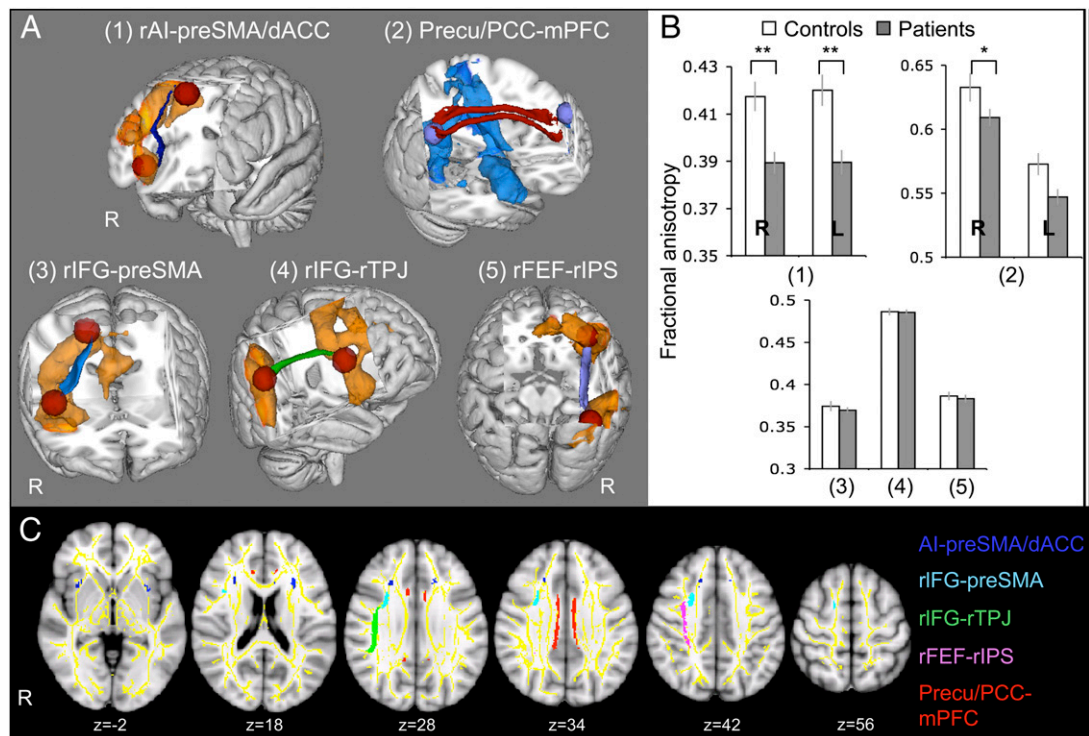 A
(1) rAI-preSMA/dACC
(2) Precu/PCC-mPFC
R
(3) rIFG-preSMA
(4) rIFG-rTPJ
(5) rFEF-rIPS
R
R
B
Controls
Patients
Fractional anisotropy
**
**
0.43
0.41
0.39
0.37
0.35
R
L
(1)
*
0.65
0.6
0.55
0.5
R
L
(2)
0.5
0.45
0.4
0.35
0.3
(3)
(4)
(5)
C
R
z=-2
z=18
z=28
z=34
z=42
z=56
AI-preSMA/dACC
rIFG-preSMA
rIFG-rTPJ
rFEF-rIPS
Precu/PCC-
mPFC